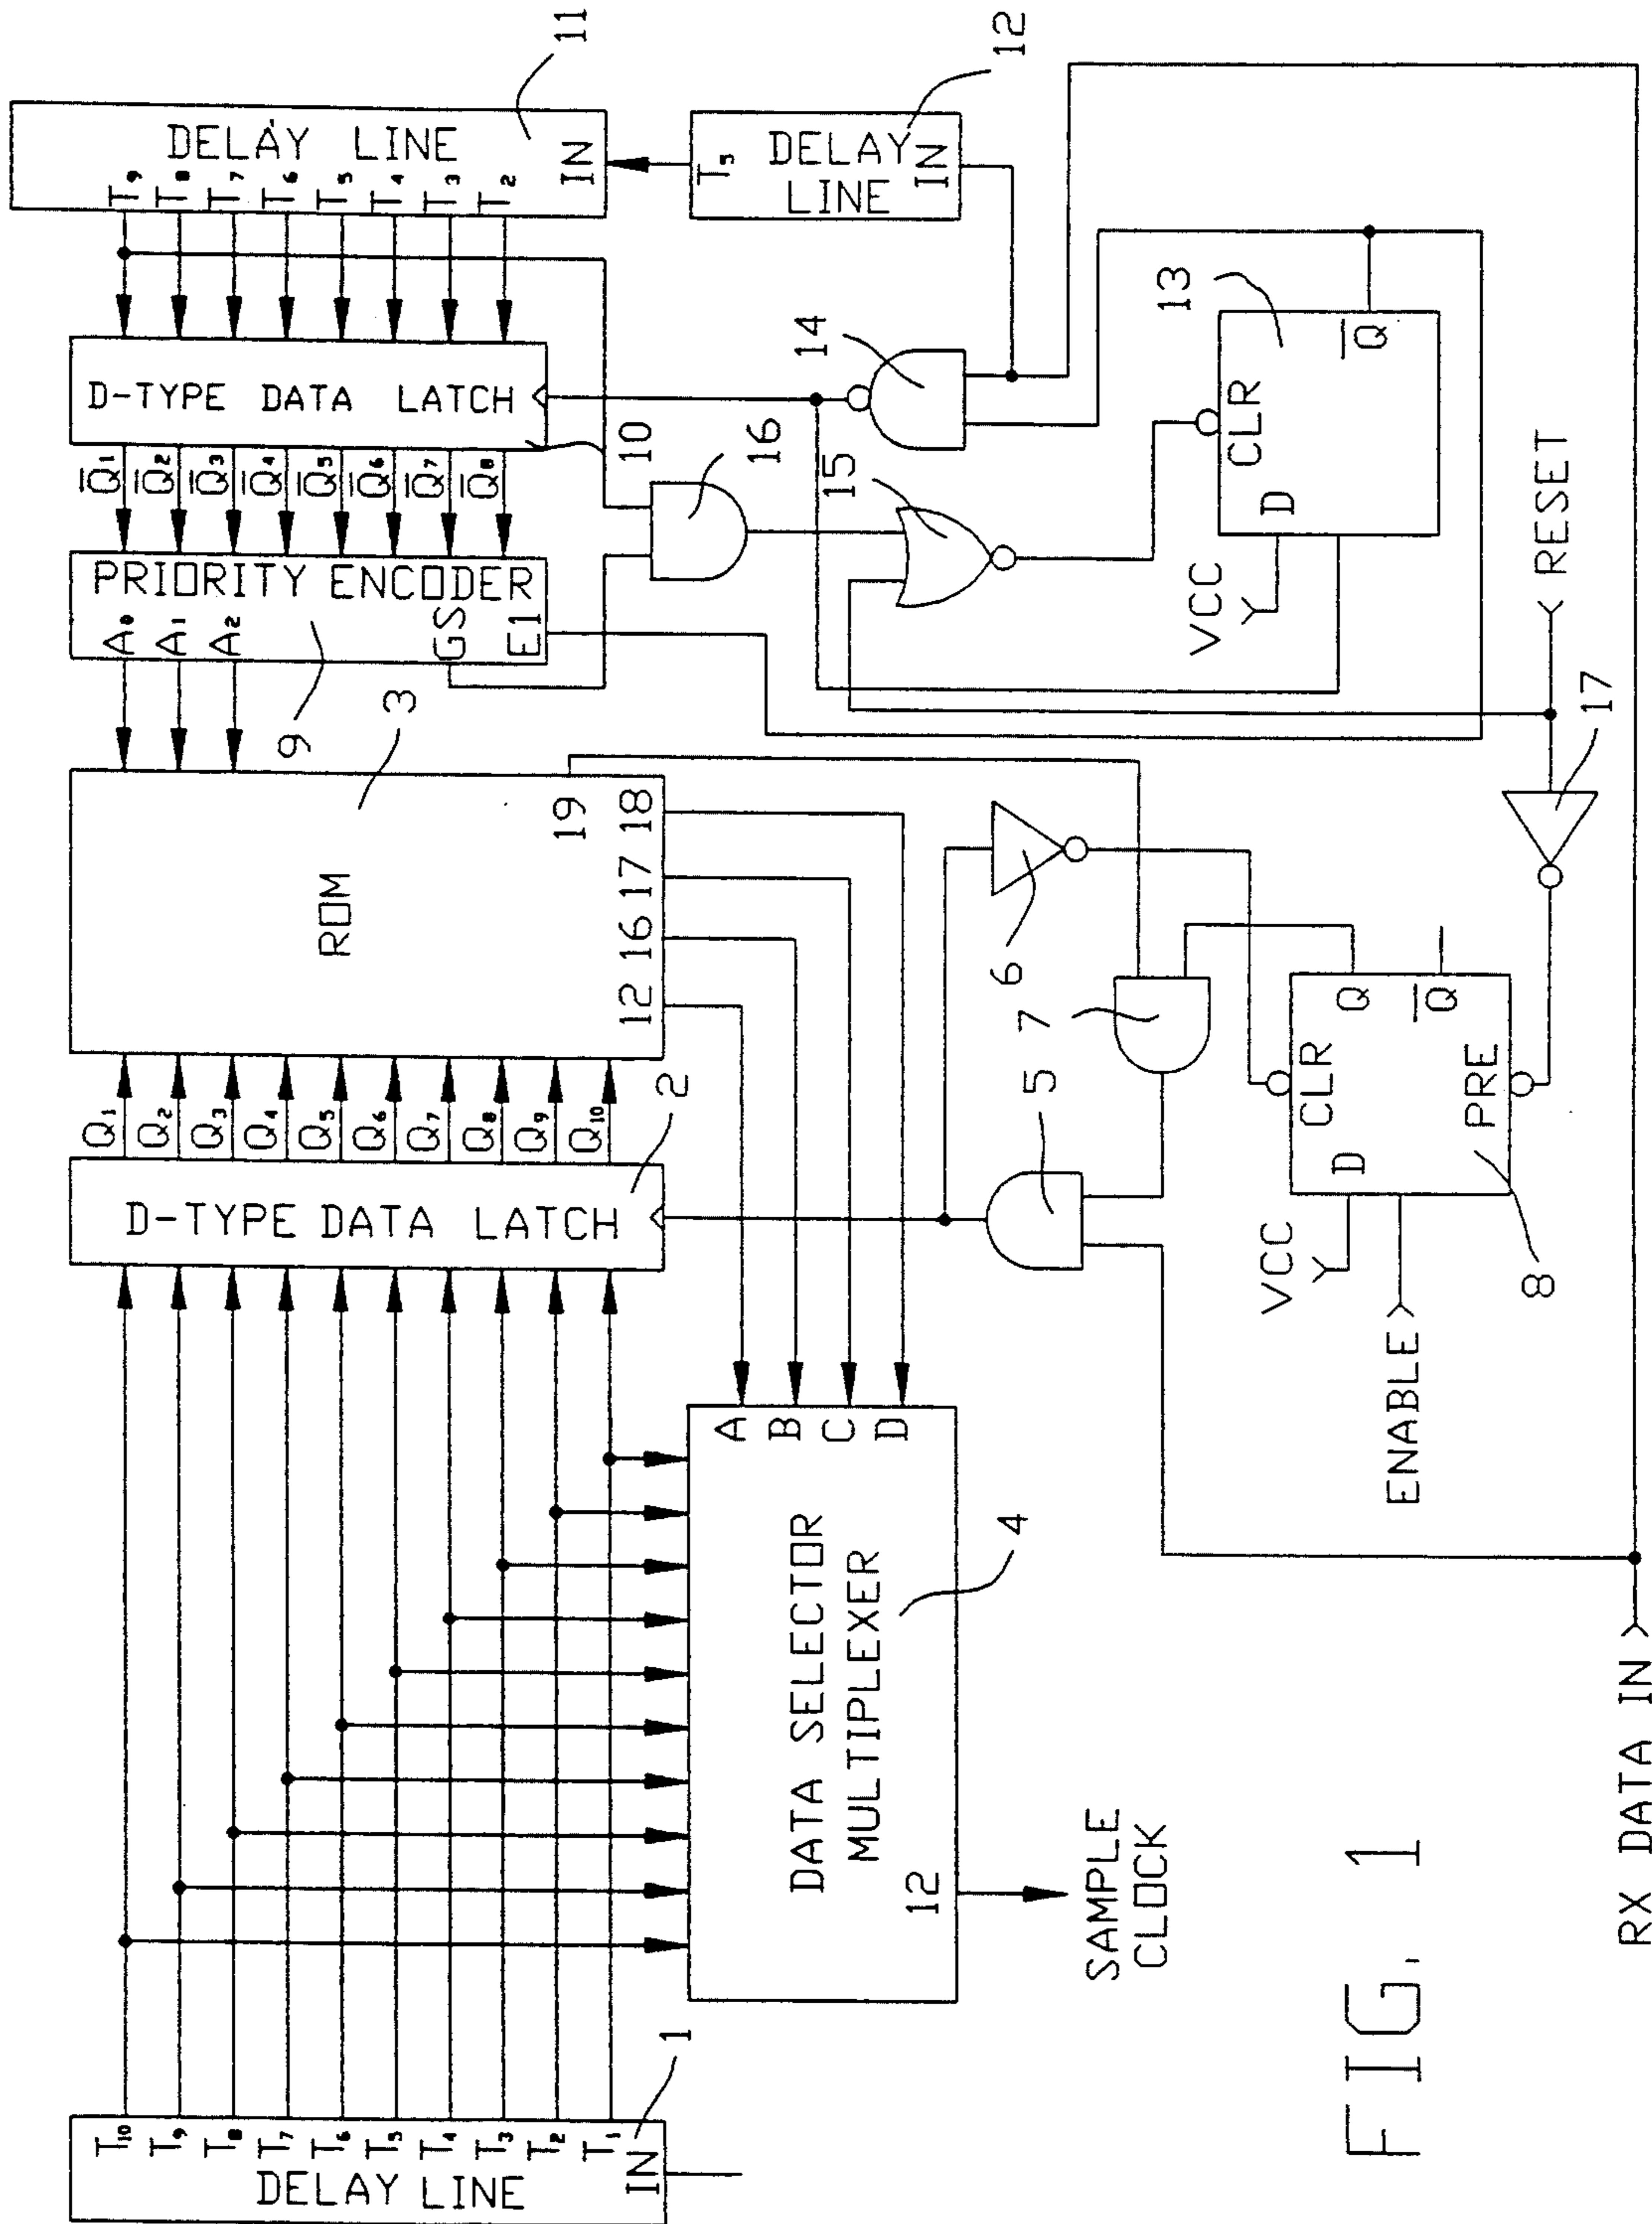 DELAY LINE
T10
T9
T8
T7
T6
T5
T4
T3
T2
T1
IN
1
D-TYPE DATA LATCH
2
Q1
Q2
Q3
Q4
Q5
Q6
Q7
Q8
Q9
Q10
ROM
3
12
16
17
18
19
PRIORITY ENCODER
A0
A1
A2
GS
E1
9
Q̅1
Q̅2
Q̅3
Q̅4
Q̅5
Q̅6
Q̅7
Q̅8
D-TYPE DATA LATCH
10
DELAY LINE
T9
T8
T7
T6
T5
T4
T3
T2
IN
11
DATA SELECTOR
MULTIPLEXER
A
B
C
D
12
4
SAMPLE
CLOCK
5
6
7
16
15
14
T5
DELAY
LINE
IN
12
VCC
D
CLR
PRE
Q
Q̅
8
ENABLE
VCC
D
CLR
Q̅
13
17
RESET
RX DATA IN
FIG. 1